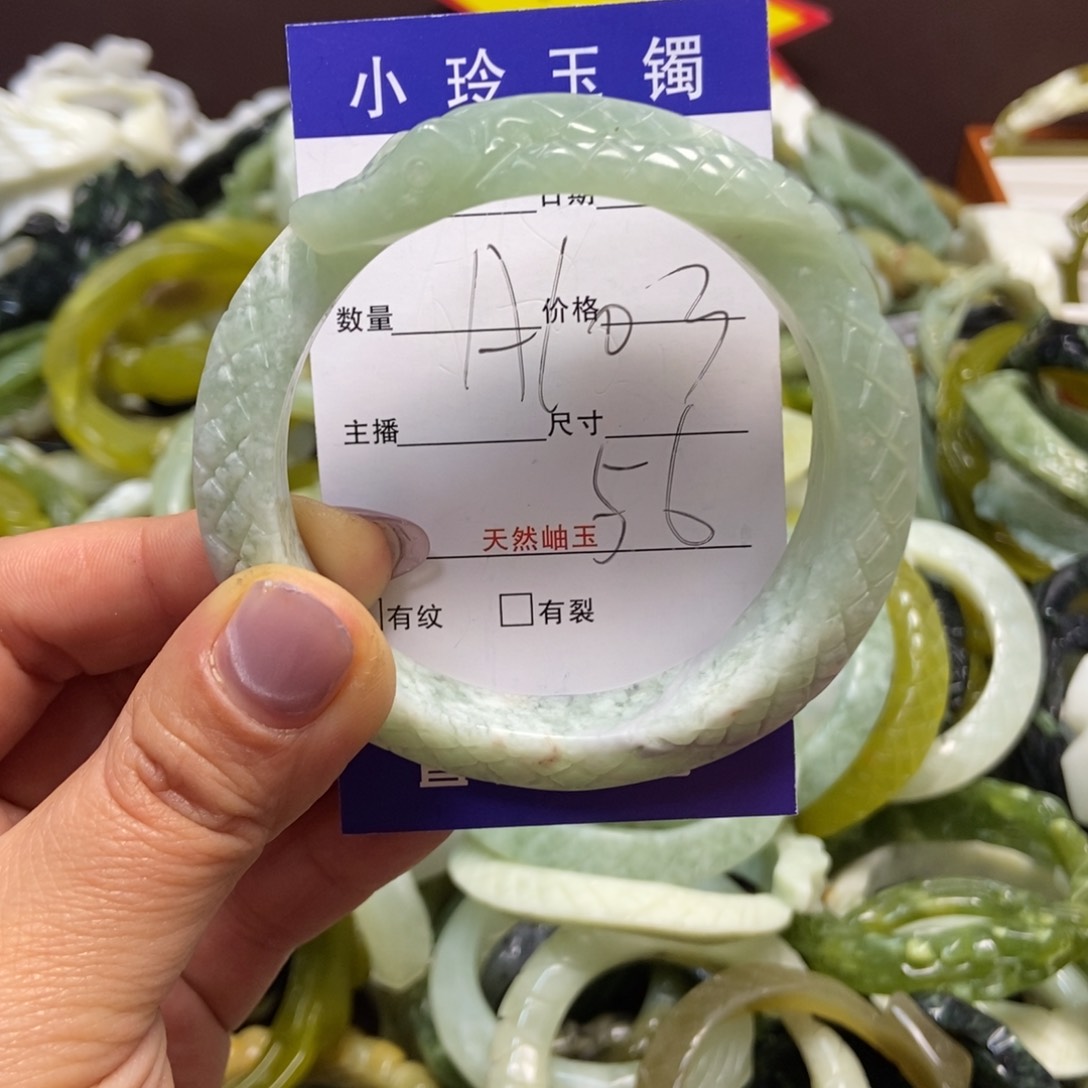 小玲玉镯
日期
数量 A603 价格
主播 尺寸 56
天然岫玉
有纹 有裂